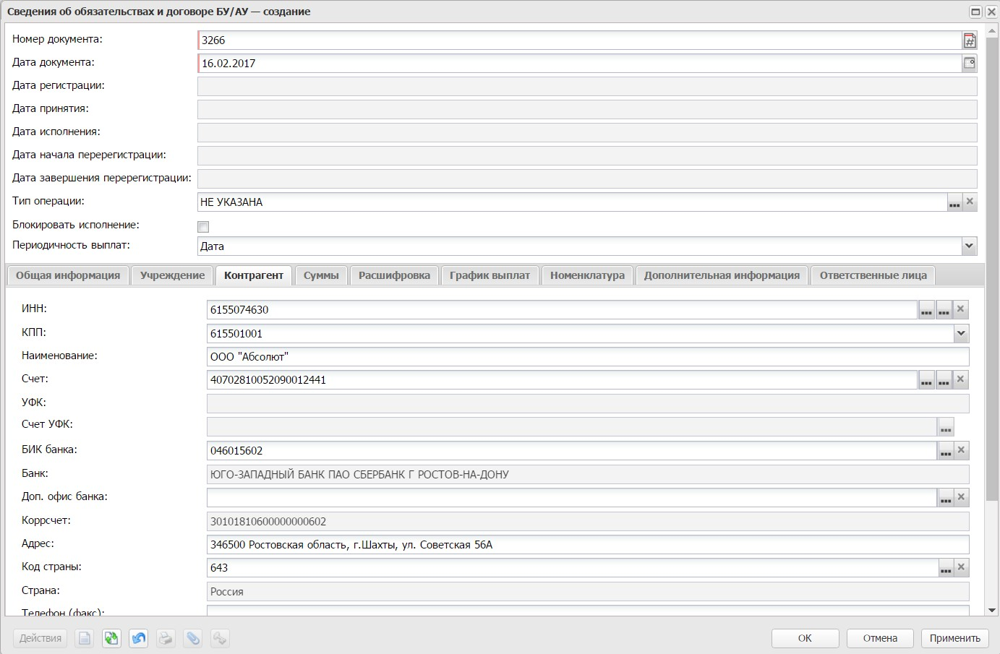 Сведения об обязательствах и договоре БУ/АУ — создание
Номер документа: 3266
Дата документа: 16.02.2017
Дата регистрации:
Дата принятия:
Дата исполнения:
Дата начала перерегистрации:
Дата завершения перерегистрации:
Тип операции: НЕ УКАЗАНА
Блокировать исполнение:
Периодичность выплат: Дата
Общая информация Учреждение Контрагент Суммы Расшифровка График выплат Номенклатура Дополнительная информация Ответственные лица
ИНН: 6155074630
КПП: 615501001
Наименование: ООО "Абсолют"
Счет: 40702810052090012441
УФК:
Счет УФК:
БИК банка: 046015602
Банк: ЮГО-ЗАПАДНЫЙ БАНК ПАО СБЕРБАНК Г РОСТОВ-НА-ДОНУ
Доп. офис банка:
Коррсчет: 30101810600000000602
Адрес: 346500 Ростовская область, г.Шахты, ул. Советская 56А
Код страны: 643
Страна: Россия
Телефон (факс):
Действия ОК Отмена Применить